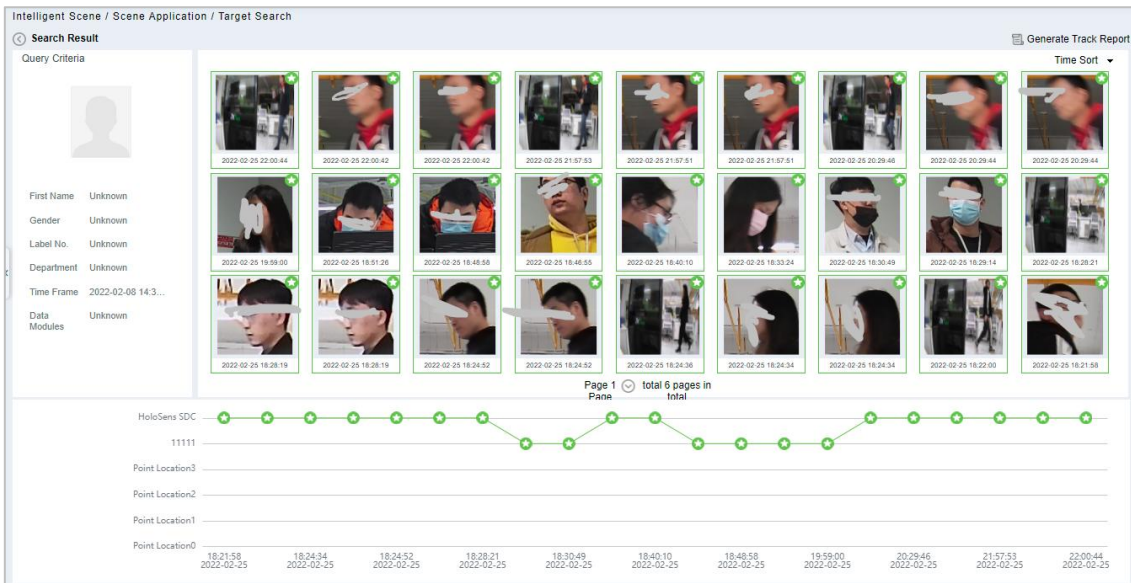 Intelligent Scene / Scene Application / Target Search
Search Result
Generate Track Report
Query Criteria
Time Sort
First Name Unknown
Gender Unknown
Label No. Unknown
Department Unknown
Time Frame 2022-02-08 14:3...
Data Modules Unknown
2022-02-25 22:00:44 2022-02-25 22:00:42 2022-02-25 22:00:42 2022-02-25 21:57:53 2022-02-25 21:57:51 2022-02-25 21:57:51 2022-02-25 20:29:46 2022-02-25 20:29:44 2022-02-25 20:29:44
2022-02-25 19:59:00 2022-02-25 18:51:26 2022-02-25 18:48:58 2022-02-25 18:46:55 2022-02-25 18:40:10 2022-02-25 18:33:24 2022-02-25 18:30:49 2022-02-25 18:29:14 2022-02-25 18:28:21
2022-02-25 18:28:19 2022-02-25 18:28:19 2022-02-25 18:24:52 2022-02-25 18:24:52 2022-02-25 18:24:36 2022-02-25 18:24:34 2022-02-25 18:24:34 2022-02-25 18:22:00 2022-02-25 18:21:58
Page 1 total 6 pages in
Page total
HoloSens SDC
11111
Point Location3
Point Location2
Point Location1
Point Location0
18:21:58 18:24:34 18:24:52 18:28:21 18:30:49 18:40:10 18:48:58 19:59:00 20:29:46 21:57:53 22:00:44
2022-02-25 2022-02-25 2022-02-25 2022-02-25 2022-02-25 2022-02-25 2022-02-25 2022-02-25 2022-02-25 2022-02-25 2022-02-25